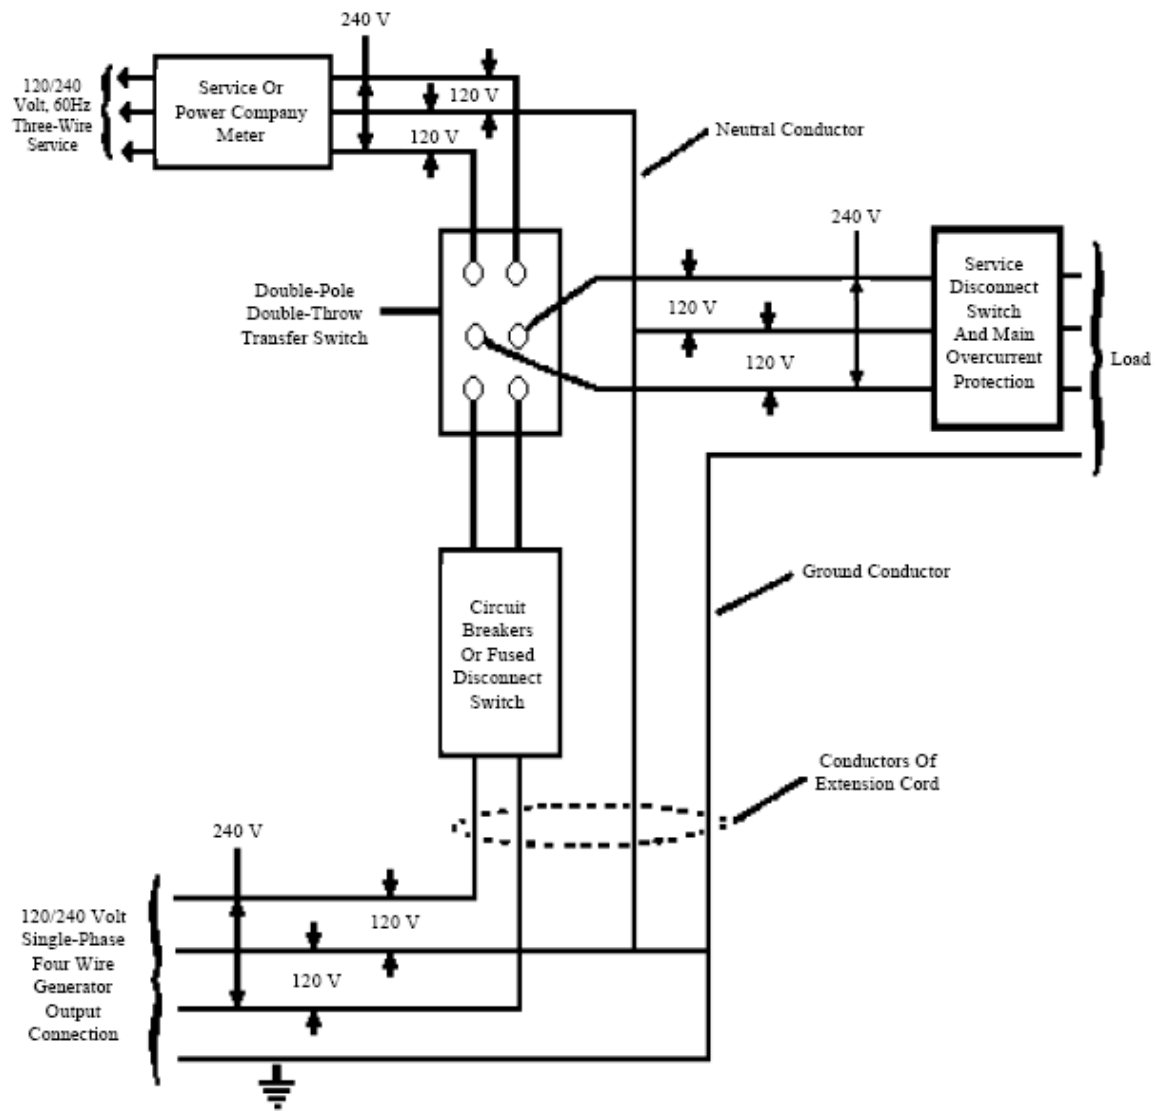 240 V
120/240
Volt, 60Hz
Three-Wire
Service
Service Or
Power Company
Meter
120 V
120 V
Neutral Conductor
240 V
Double-Pole
Double-Throw
Transfer Switch
120 V
120 V
Service
Disconnect
Switch
And Main
Overcurrent
Protection
Load
Ground Conductor
Circuit
Breakers
Or Fused
Disconnect
Switch
Conductors Of
Extension Cord
240 V
120/240 Volt
Single-Phase
Four Wire
Generator
Output
Connection
120 V
120 V